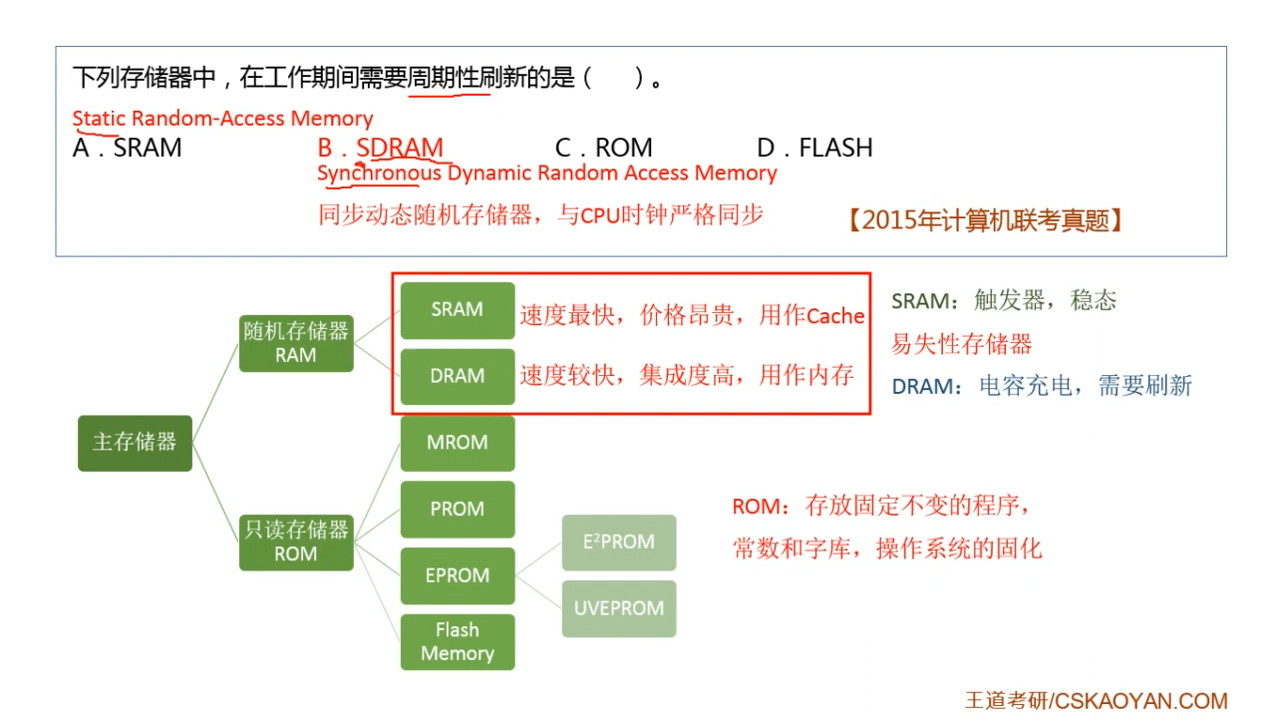 下列存储器中，在工作期间需要周期性刷新的是（ ）。
Static Random-Access Memory
A．SRAM B．SDRAM C．ROM D．FLASH
Synchronous Dynamic Random Access Memory
同步动态随机存储器，与CPU时钟严格同步
【2015年计算机联考真题】
主存储器
随机存储器
RAM
SRAM
速度最快，价格昂贵，用作Cache
DRAM
速度较快，集成度高，用作内存
SRAM：触发器，稳态
易失性存储器
DRAM：电容充电，需要刷新
只读存储器
ROM
MROM
PROM
EPROM
E²PROM
UVEPROM
Flash
Memory
ROM：存放固定不变的程序，
常数和字库，操作系统的固化
王道考研/CSKAOYAN.COM